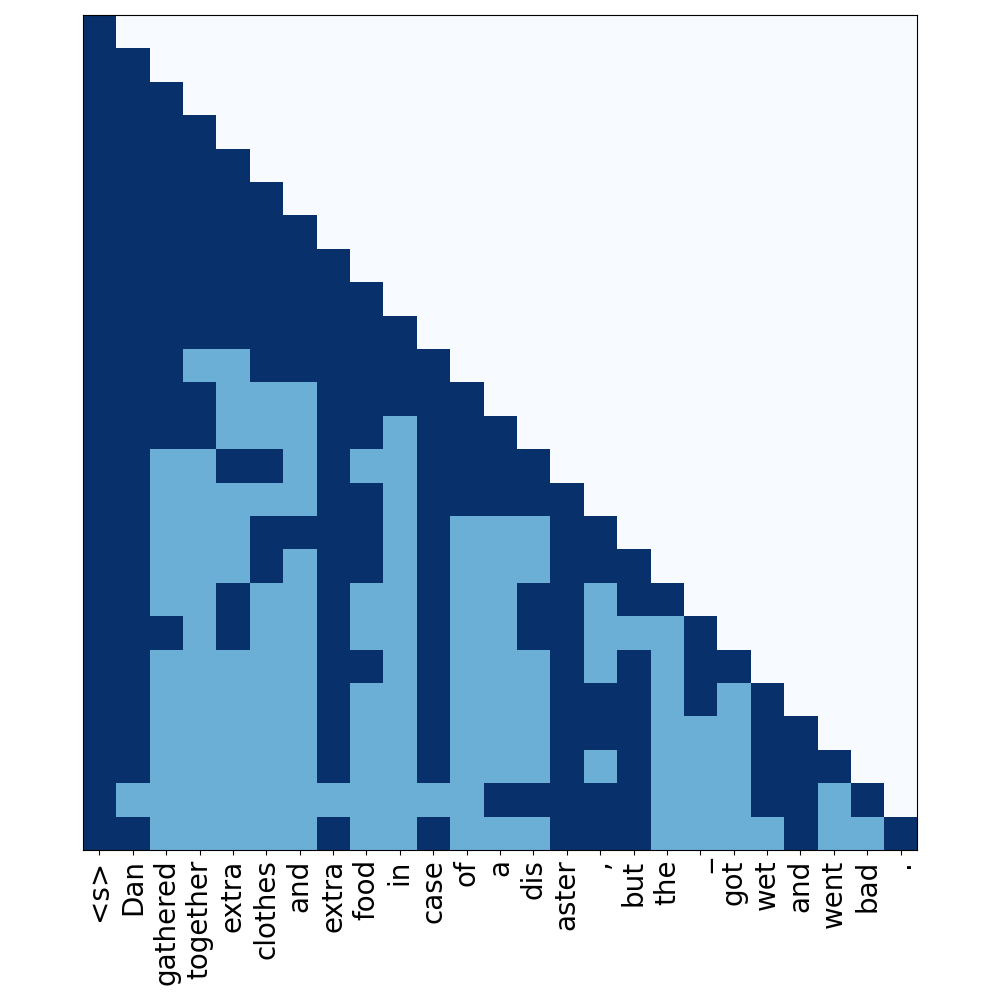 <s> Dan gathered together extra clothes and extra food in case of a dis aster , but the _ got wet and went bad .